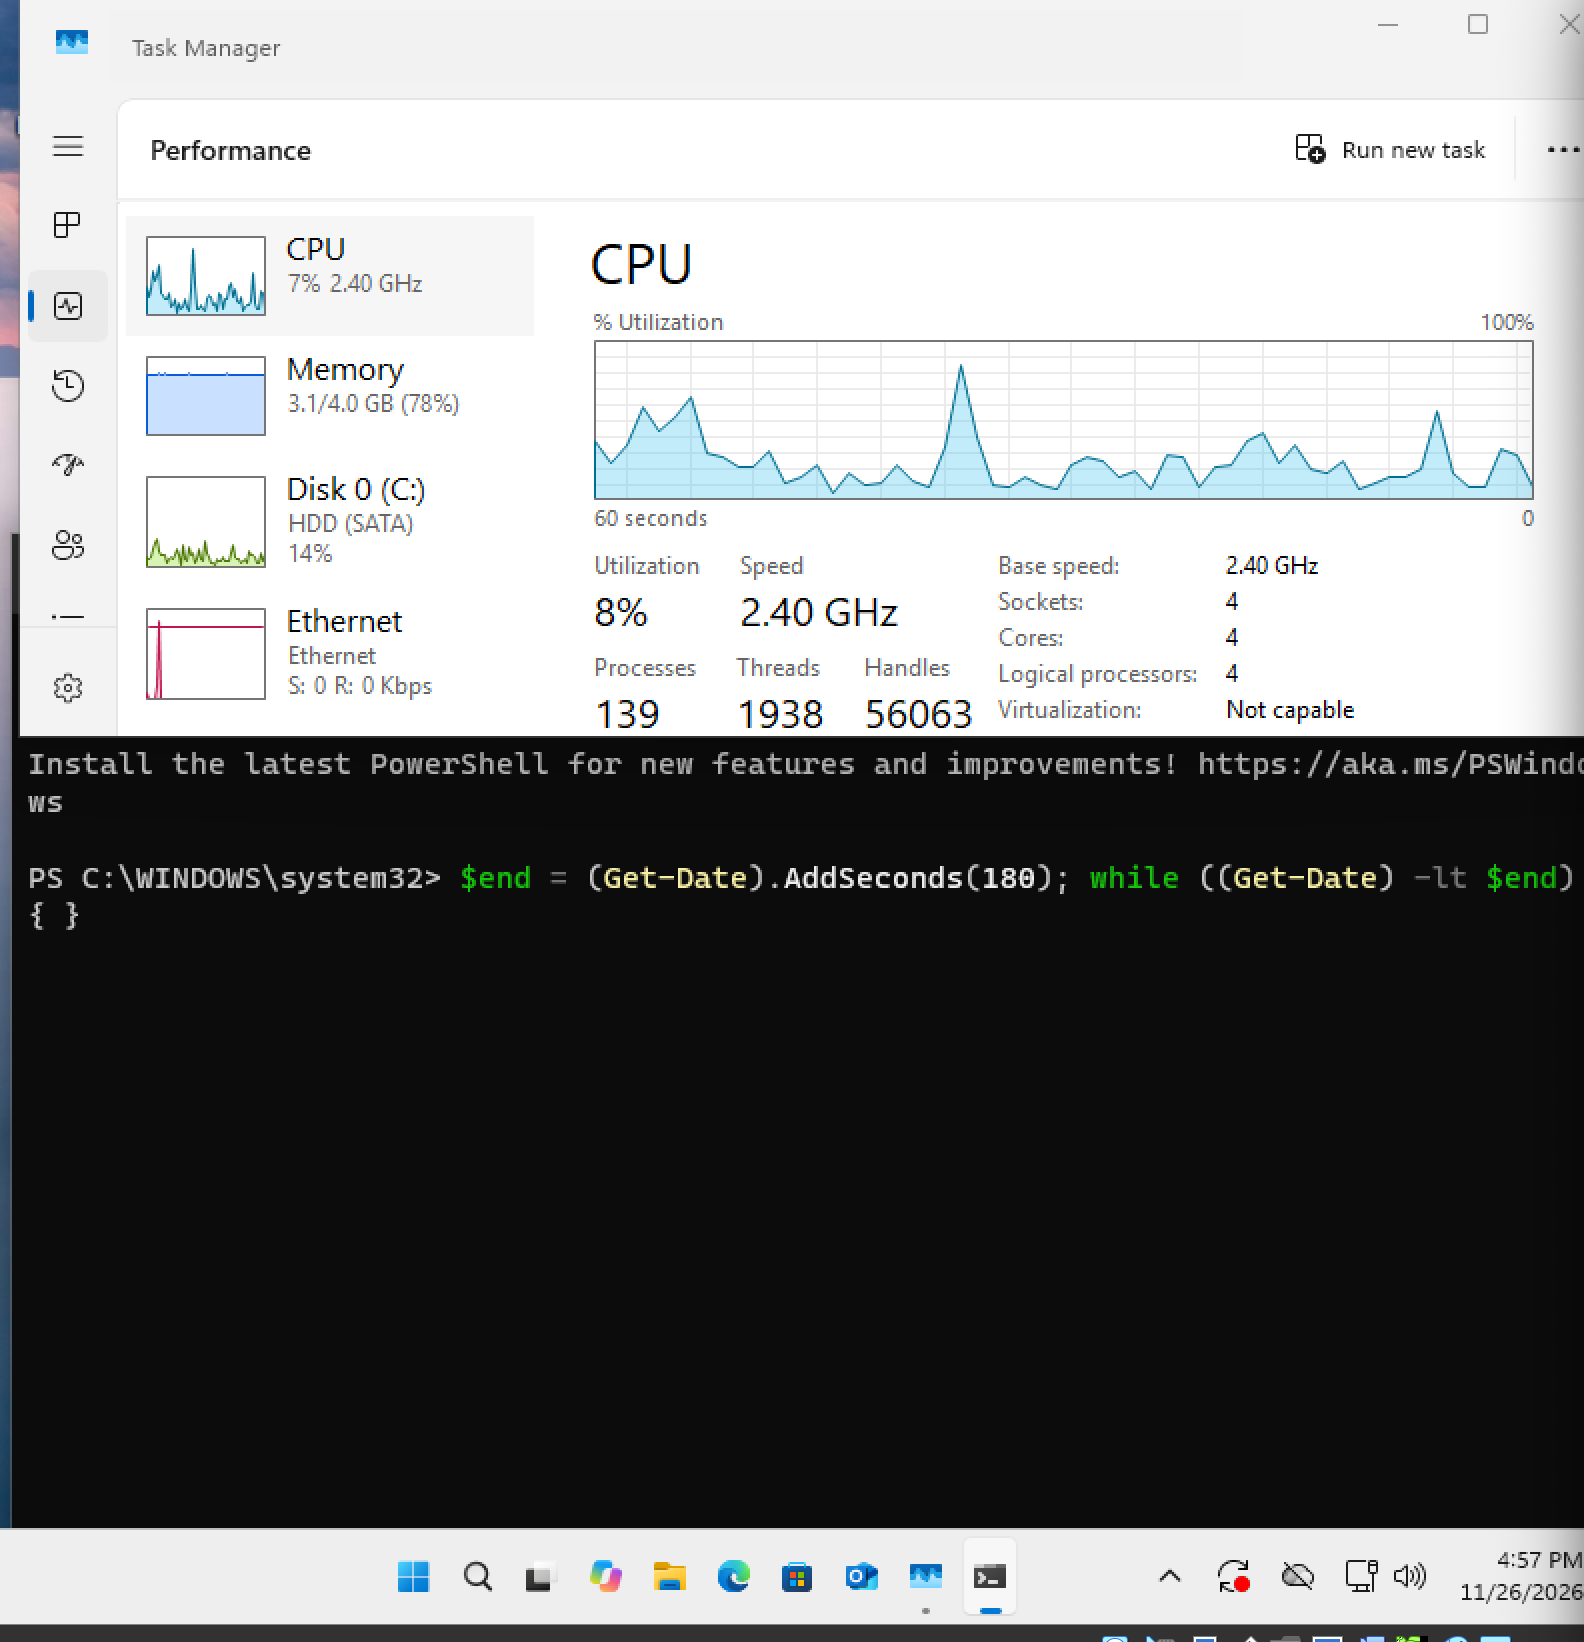 Task Manager
Performance
Run new task
CPU
7% 2.40 GHz
Memory
3.1/4.0 GB (78%)
Disk 0 (C:)
HDD (SATA)
14%
Ethernet
Ethernet
S: 0 R: 0 Kbps
CPU
% Utilization 100%
60 seconds 0
Utilization Speed
8% 2.40 GHz
Processes Threads Handles
139 1938 56063
Base speed: 2.40 GHz
Sockets: 4
Cores: 4
Logical processors: 4
Virtualization: Not capable
Install the latest PowerShell for new features and improvements! https://aka.ms/PSWindo
ws
PS C:\WINDOWS\system32> $end = (Get-Date).AddSeconds(180); while ((Get-Date) -lt $end)
{ }
4:57 PM
11/26/2026